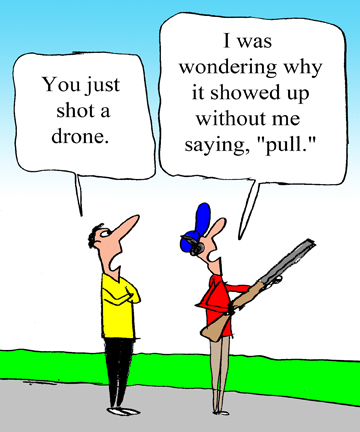 You just
shot a
drone.
I was
wondering why
it showed up
without me
saying, "pull."